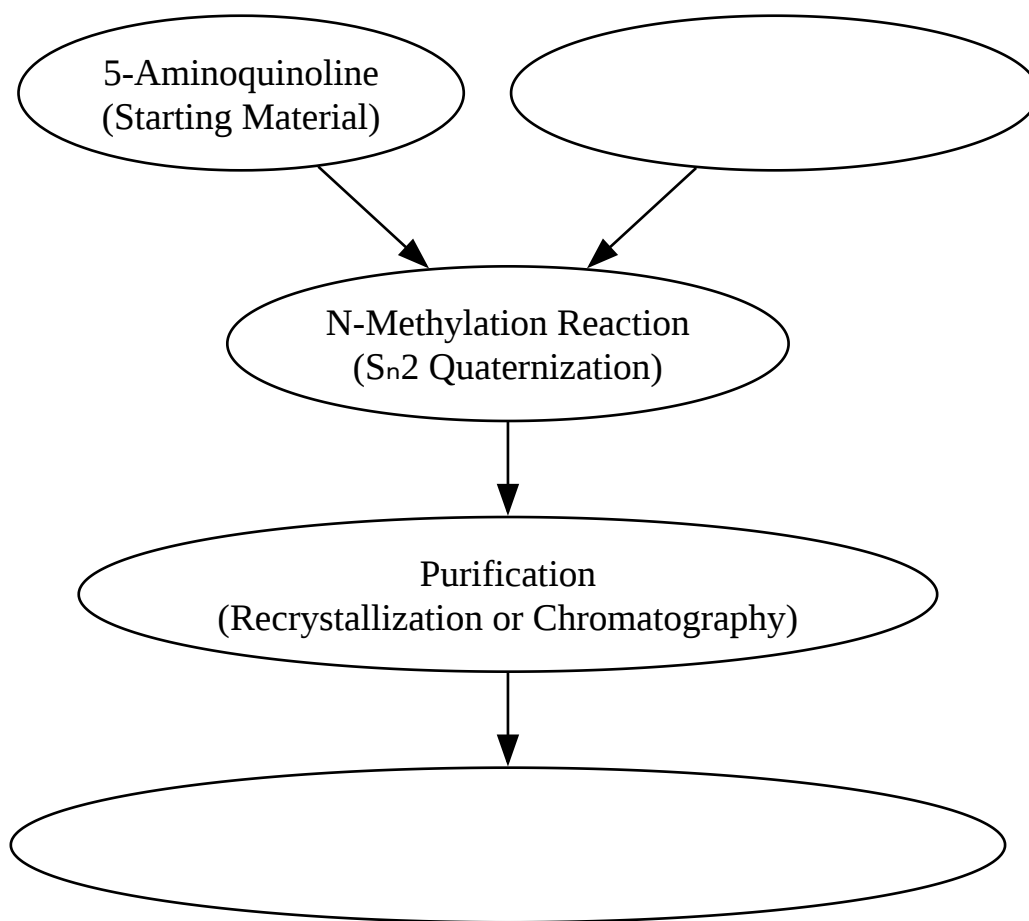 5-Aminoquinoline
(Starting Material)
N-Methylation Reaction
(Sₙ2 Quaternization)
Purification
(Recrystallization or Chromatography)